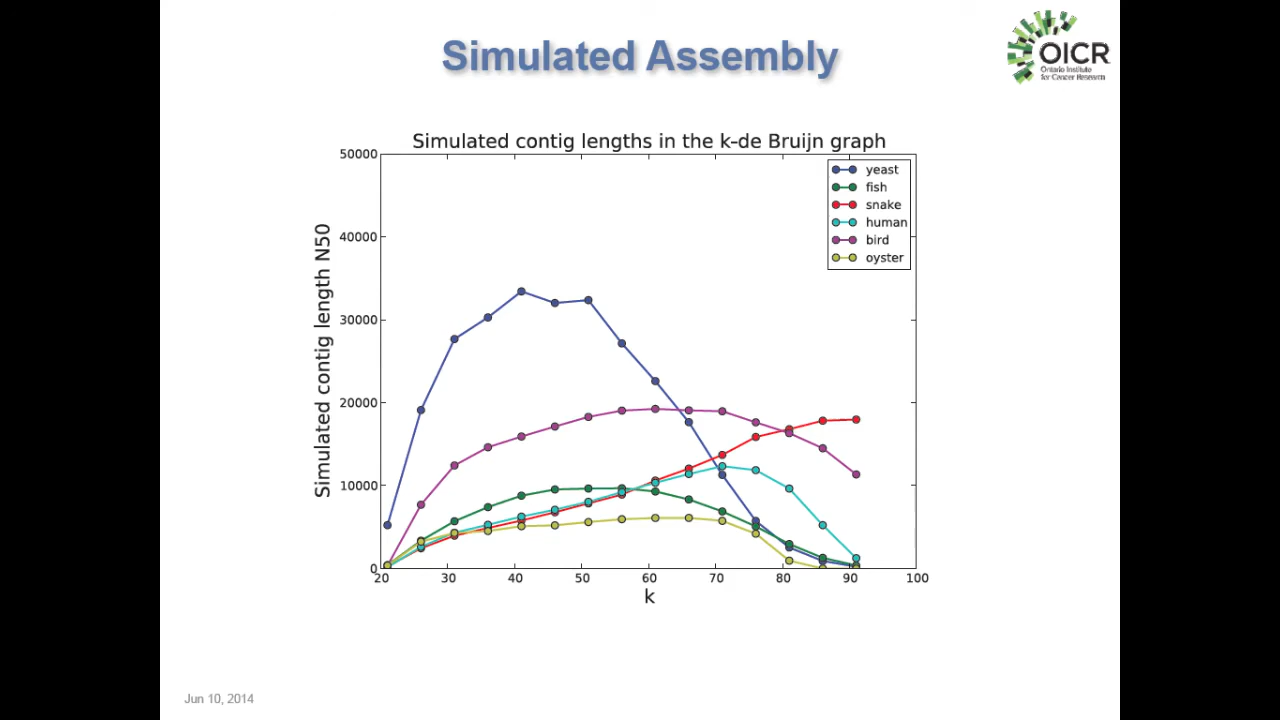 Simulated Assembly
OICR
Ontario Institute
for Cancer Research
Simulated contig lengths in the k-de Bruijn graph
Simulated contig length N50
50000
40000
30000
20000
10000
0
yeast
fish
snake
human
bird
oyster
20 30 40 50 60 70 80 90 100
k
Jun 10, 2014